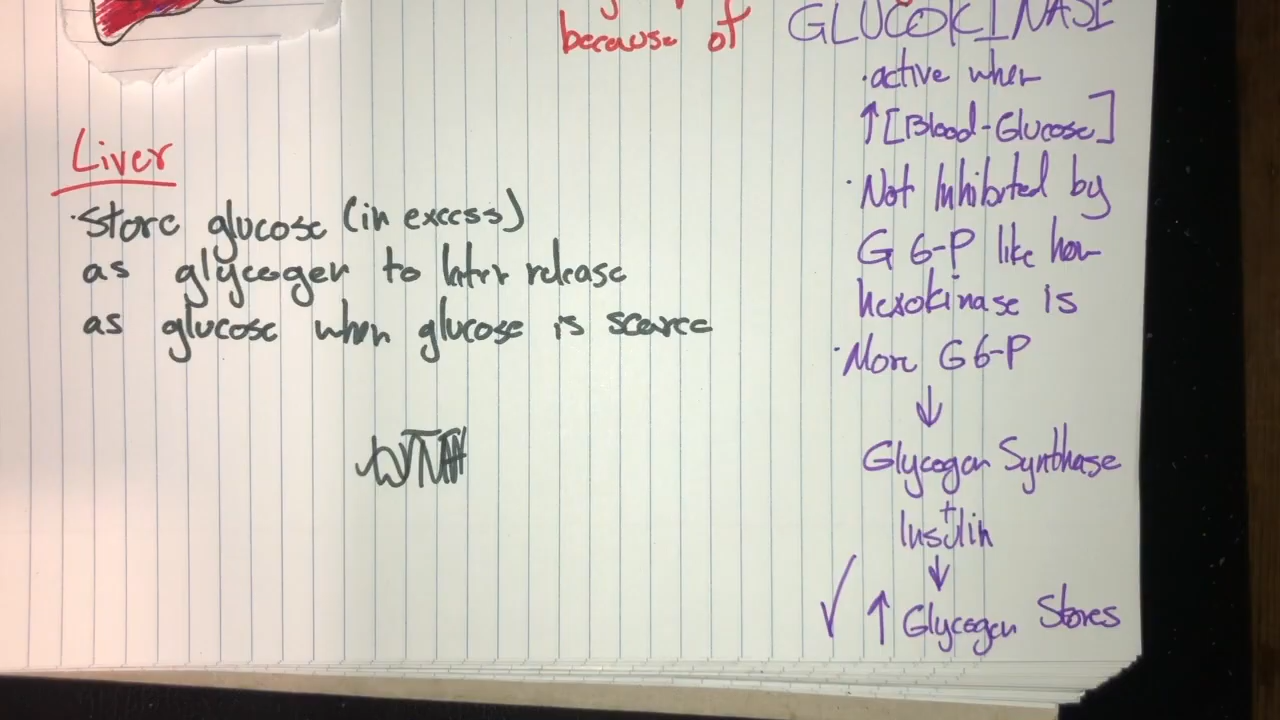 because of GLUCOKINASE
· active when
↑ [Blood-Glucose]
· Not Inhibited by
G 6-P like how
hexokinase is
· More G6-P
↓
Glycogen Synthase
+
Insulin
↓
✓ ↑ Glycogen Stores
Liver
· Store glucose (in excess)
as glycogen to later release
as glucose when glucose is scarce